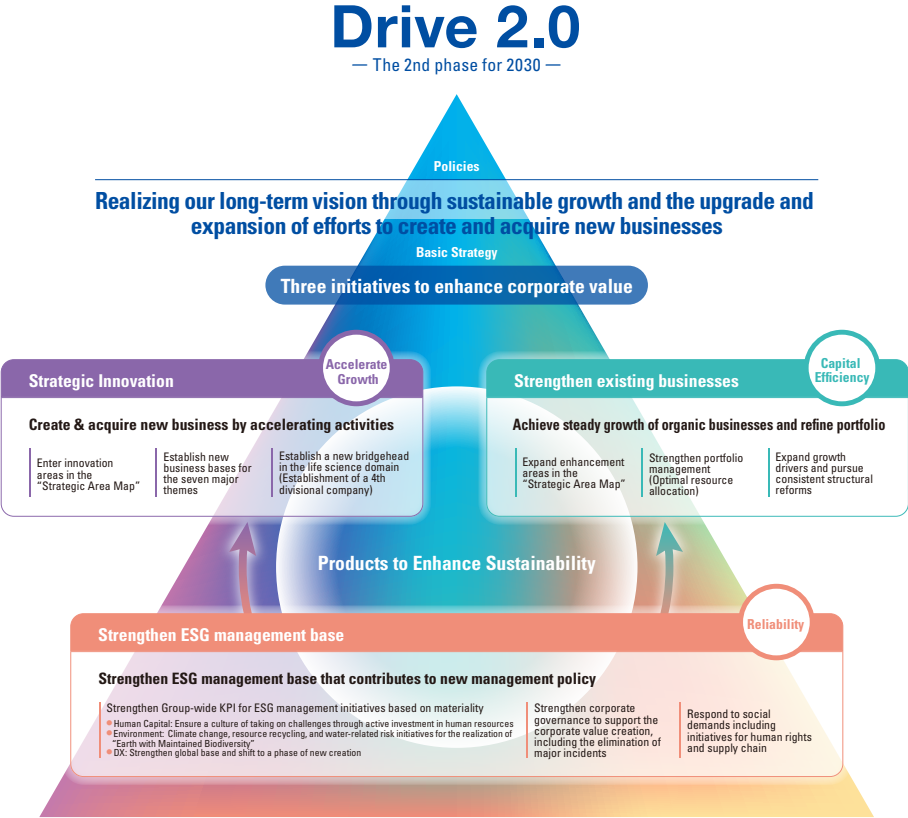 Drive 2.0
— The 2nd phase for 2030 —
Policies
Realizing our long-term vision through sustainable growth and the upgrade and
expansion of efforts to create and acquire new businesses
Basic Strategy
Three initiatives to enhance corporate value
Strategic Innovation
Accelerate
Growth
Create & acquire new business by accelerating activities
Enter innovation
areas in the
“Strategic Area Map”
Establish new
business bases for
the seven major
themes
Establish a new bridgehead
in the life science domain
(Establishment of a 4th
divisional company)
Strengthen existing businesses
Capital
Efficiency
Achieve steady growth of organic businesses and refine portfolio
Expand enhancement
areas in the
“Strategic Area Map”
Strengthen portfolio
management
(Optimal resource
allocation)
Expand growth
drivers and pursue
consistent structural
reforms
Products to Enhance Sustainability
Strengthen ESG management base
Reliability
Strengthen ESG management base that contributes to new management policy
Strengthen Group-wide KPI for ESG management initiatives based on materiality
● Human Capital: Ensure a culture of taking on challenges through active investment in human resources
● Environment: Climate change, resource recycling, and water-related risk initiatives for the realization of
“Earth with Maintained Biodiversity”
● DX: Strengthen global base and shift to a phase of new creation
Strengthen corporate
governance to support the
corporate value creation,
including the elimination of
major incidents
Respond to social
demands including
initiatives for human rights
and supply chain